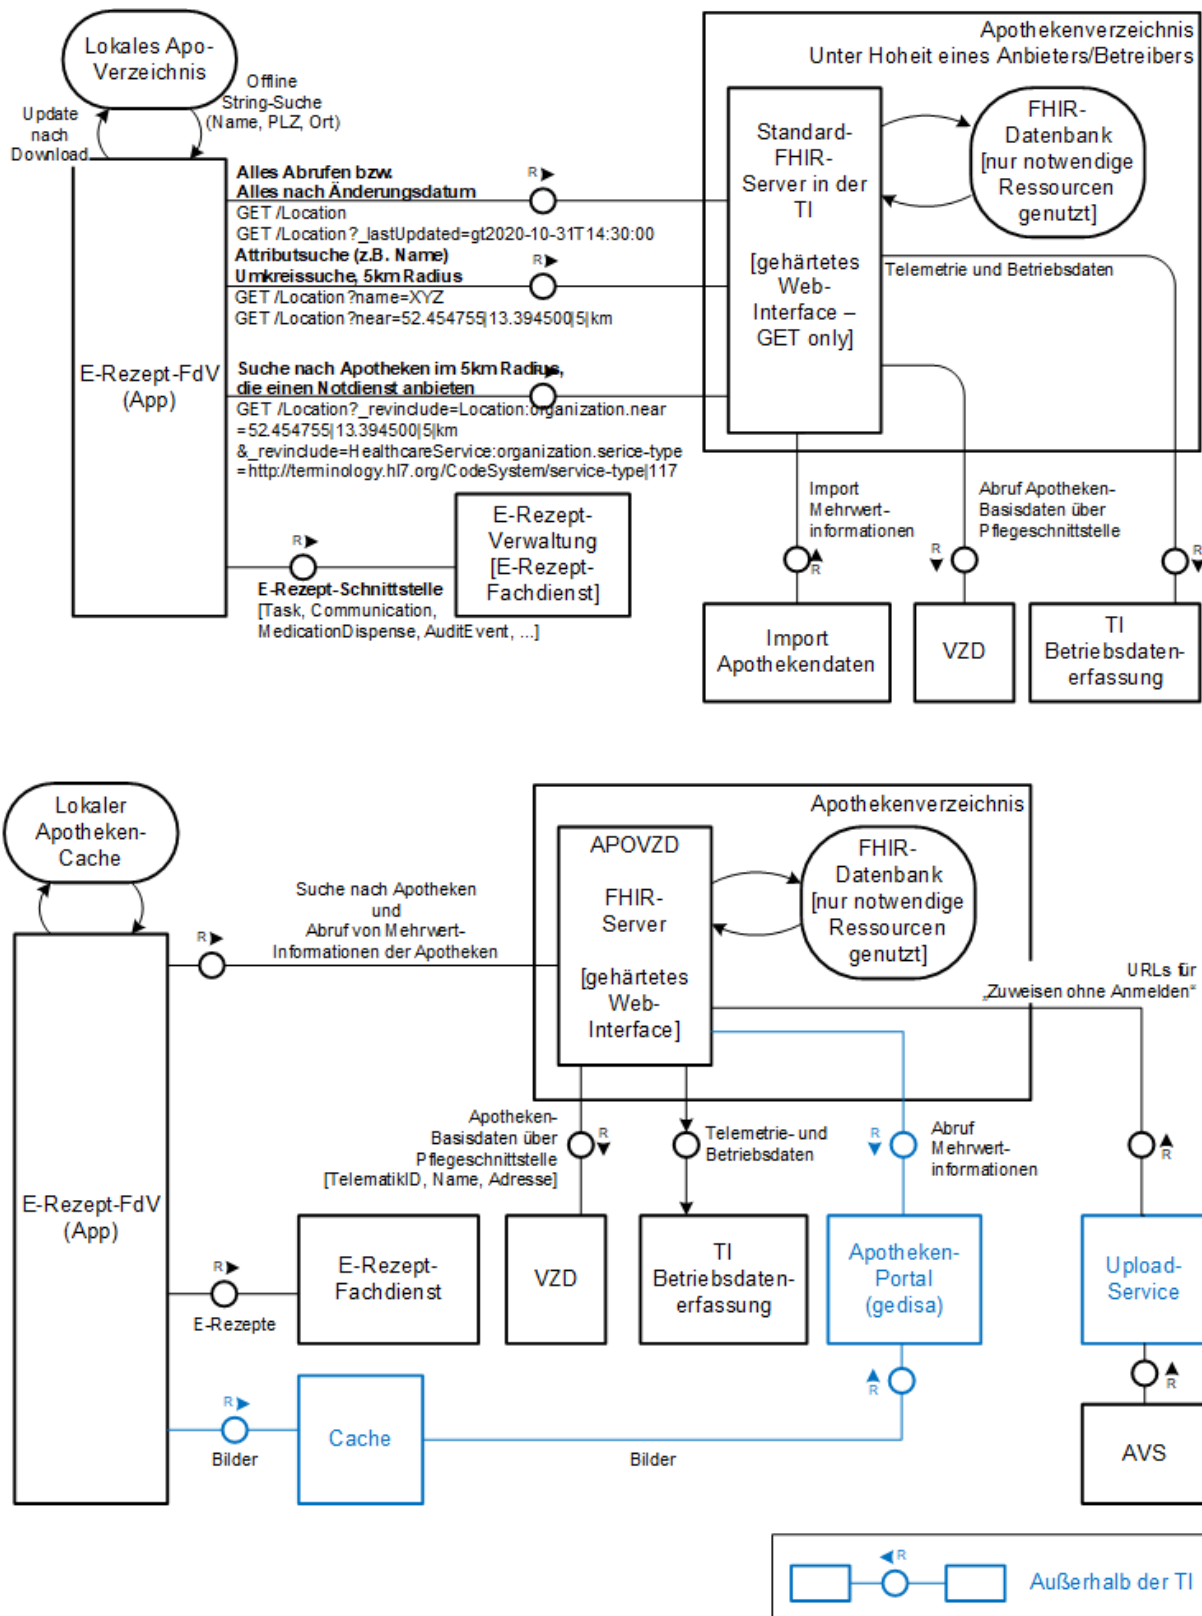 Lokales Apo-
Verzeichnis
Update
nach
Download
Offline
String-Suche
(Name, PLZ, Ort)
E-Rezept-FdV
(App)
Alles Abrufen bzw.
Alles nach Änderungsdatum
R
GET /Location
GET /Location?_lastUpdated=gt2020-10-31T14:30:00
Attributsuche (z.B. Name)
Umkreissuche, 5km Radius
R
GET /Location?name=XYZ
GET /Location?near=52.454755|13.394500|5|km
Suche nach Apotheken im 5km Radius,
die einen Notdienst anbieten
GET /Location?_revinclude=Location:organization.near
=52.454755|13.394500|5|km
&_revinclude=HealthcareService:organization.serice-type
=http://terminology.hl7.org/CodeSystem/service-type|117
R
E-Rezept-Schnittstelle
[Task, Communication,
MedicationDispense, AuditEvent, ...]
E-Rezept-
Verwaltung
[E-Rezept-
Fachdienst]
Apothekenverzeichnis
Unter Hoheit eines Anbieters/Betreibers
Standard-
FHIR-
Server in der
TI
[gehärtetes
Web-
Interface –
GET only]
FHIR-
Datenbank
[nur notwendige
Ressourcen
genutzt]
Telemetrie und Betriebsdaten
Import
Mehrwert-
informationen
R
Abruf Apotheken-
Basisdaten über
Pflegeschnittstelle
R
R
Import
Apothekendaten
VZD
TI
Betriebsdaten-
erfassung
Lokaler
Apotheken-
Cache
E-Rezept-FdV
(App)
R
Suche nach Apotheken
und
Abruf von Mehrwert-
Informationen der Apotheken
Apothekenverzeichnis
APOVZD
FHIR-
Server
[gehärtetes
Web-
Interface]
FHIR-
Datenbank
[nur notwendige
Ressourcen
genutzt]
URLs für
„Zuweisen ohne Anmelden“
Apotheken-
Basisdaten über
Pflegeschnittstelle
[TelematikID, Name, Adresse]
R
Telemetrie- und
Betriebsdaten
R
Abruf
Mehrwert-
informationen
R
R
E-Rezepte
E-Rezept-
Fachdienst
VZD
TI
Betriebsdaten-
erfassung
Apotheken-
Portal
(gedisa)
Upload-
Service
R
Bilder
Cache
Bilder
R
R
AVS
R
Außerhalb der TI